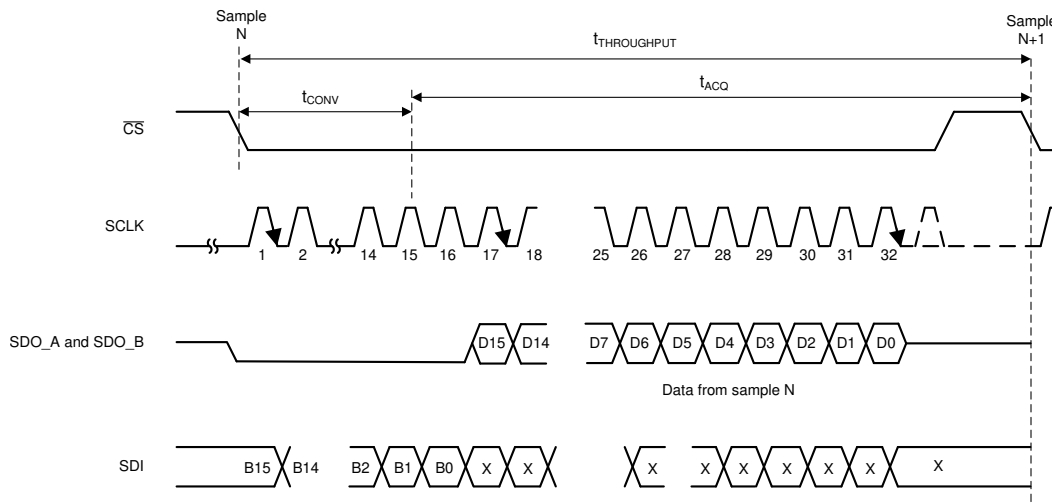 Sample
N
Sample
N+1
tTHROUGHPUT
tCONV
tACQ
CS
SCLK
1 2 14 15 16 17 18 25 26 27 28 29 30 31 32
SDO_A and SDO_B
D15 D14 D7 D6 D5 D4 D3 D2 D1 D0
Data from sample N
SDI
B15 B14 B2 B1 B0 X X X X X X X X X